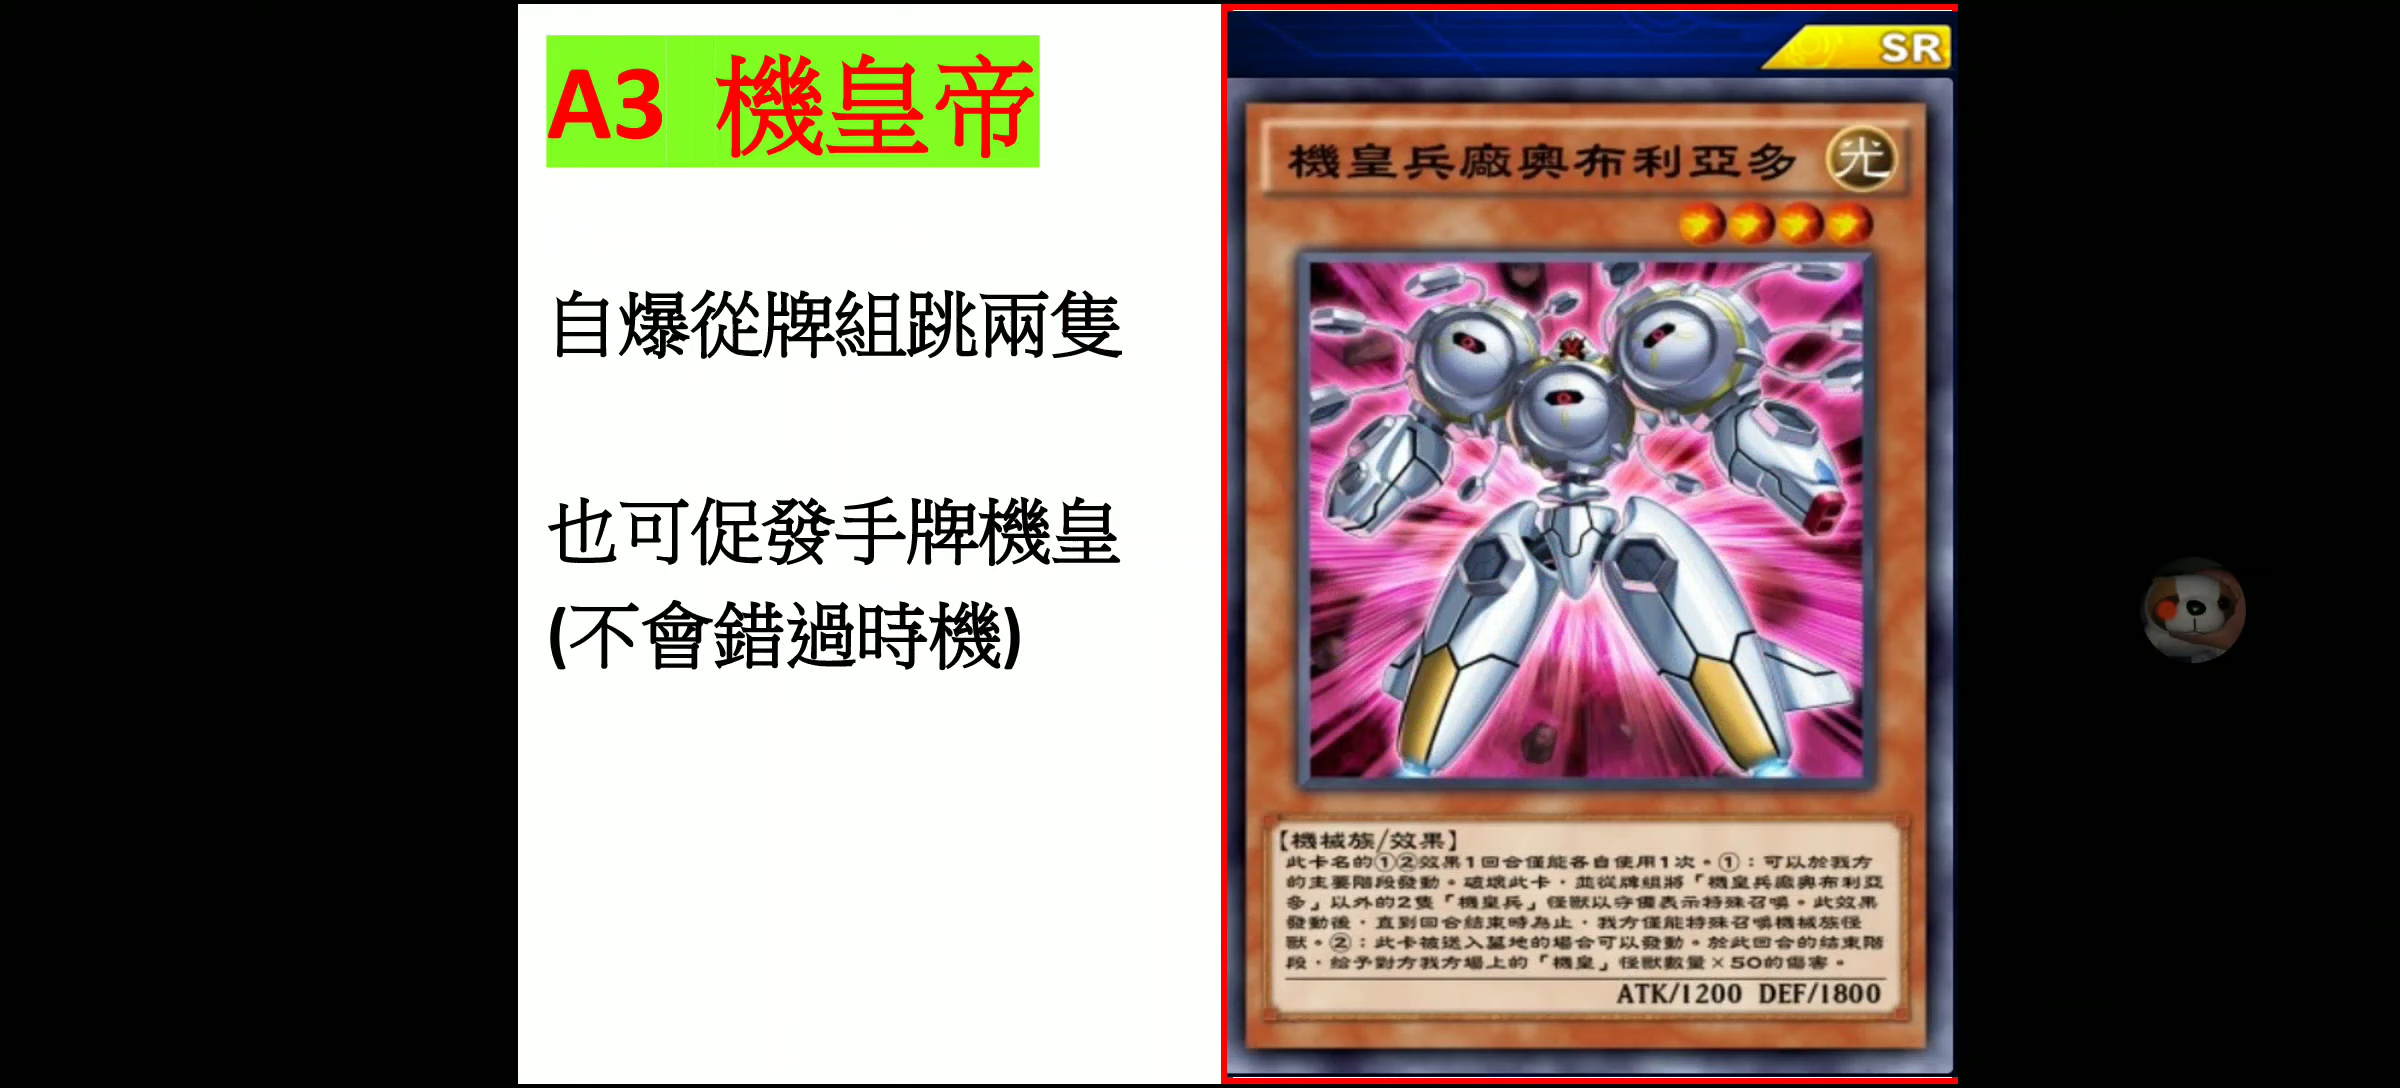 A3 機皇帝
自爆從牌組跳兩隻
也可促發手牌機皇
(不會錯過時機)
SR
機皇兵廠奧布利亞多
光
【機械族/效果】
此卡名的①②效果1回合僅能各自使用1次。①：可以於我方
的主要階段發動。破壞此卡，並從牌組將「機皇兵廠奧布利亞
多」以外的2隻「機皇兵」怪獸以守備表示特殊召喚。此效果
發動後，直到回合結束時為止，我方僅能特殊召喚機械族怪
獸。②：此卡被送入墓地的場合可以發動。於此回合的結束階
段，給予對方我方場上的「機皇」怪獸數量×50的傷害。
ATK/1200 DEF/1800